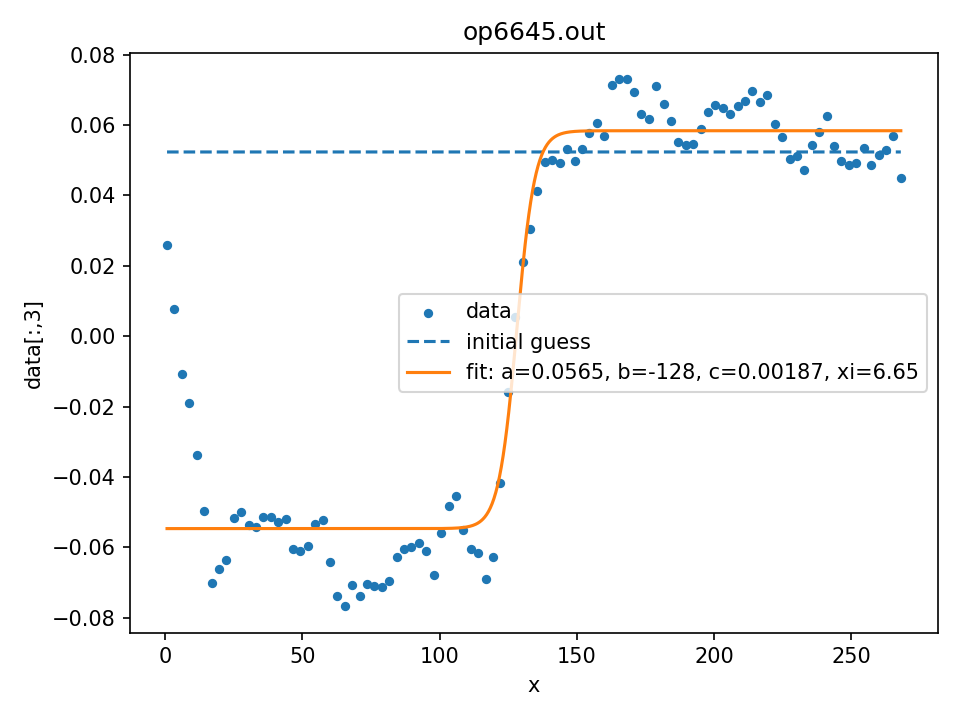 op6645.out
0.08
0.06
0.04
0.02
0.00
−0.02
−0.04
−0.06
−0.08
data[:,3]
data
initial guess
fit: a=0.0565, b=-128, c=0.00187, xi=6.65
0 50 100 150 200 250
x